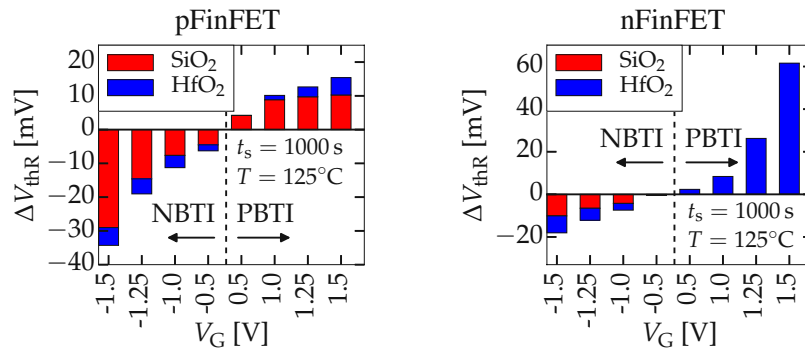 pFinFET
20
10
0
−10
−20
−30
−40
ΔVthR [mV]
SiO2
HfO2
ts = 1000 s
T = 125°C
NBTI PBTI
-1.5 -1.25 -1.0 -0.5 0.5 1.0 1.25 1.5
VG [V]
nFinFET
60
40
20
0
−20
ΔVthR [mV]
SiO2
HfO2
NBTI PBTI
ts = 1000 s
T = 125°C
-1.5 -1.25 -1.0 -0.5 0.5 1.0 1.25 1.5
VG [V]